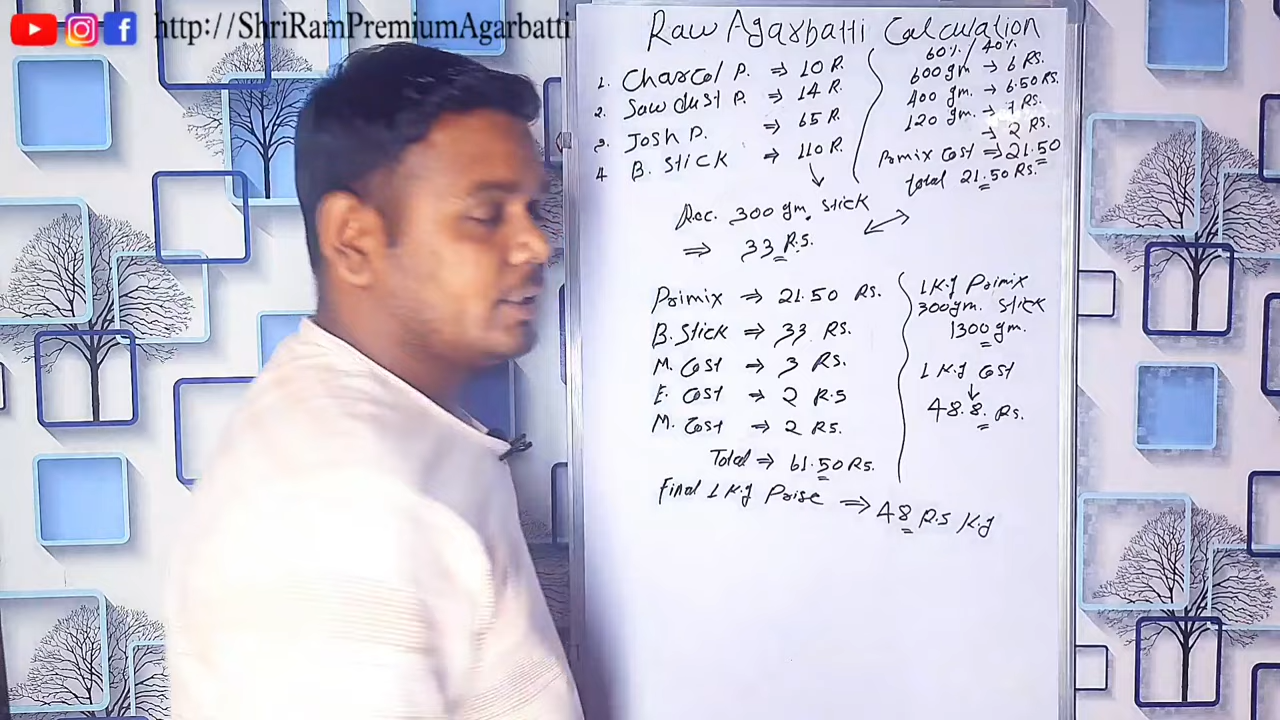 http://ShriRamPremiumAgarbatti
Raw Agarbatti Calculation
1. Charcol P. ⇒ 10 R.
2. Sawdust P. ⇒ 14 R.
3. Josh P. ⇒ 65 R.
4 B. Stick ⇒ 110 R.
60% / 40%
600 gm → 6 Rs.
400 gm. → 6.50 Rs.
120 gm. → 7 Rs.
→ 2 Rs.
Primix Cost ⇒ 21.50
Total 21.50 Rs.
Rec. 300 gm. Stick
⇒ 33 R.S.
Primix ⇒ 21.50 Rs.
B. Stick ⇒ 33 Rs.
M. Cost ⇒ 3 Rs.
E. Cost ⇒ 2 R.S
M. Cost ⇒ 2 Rs.
Total ⇒ 61.50 Rs.
1 K.g Primix
300 gm. Stick
1300 gm.
1 K.g Cost
↓
48.8. Rs.
Final 1 K.g Prise ⇒ 48 R.S K.g